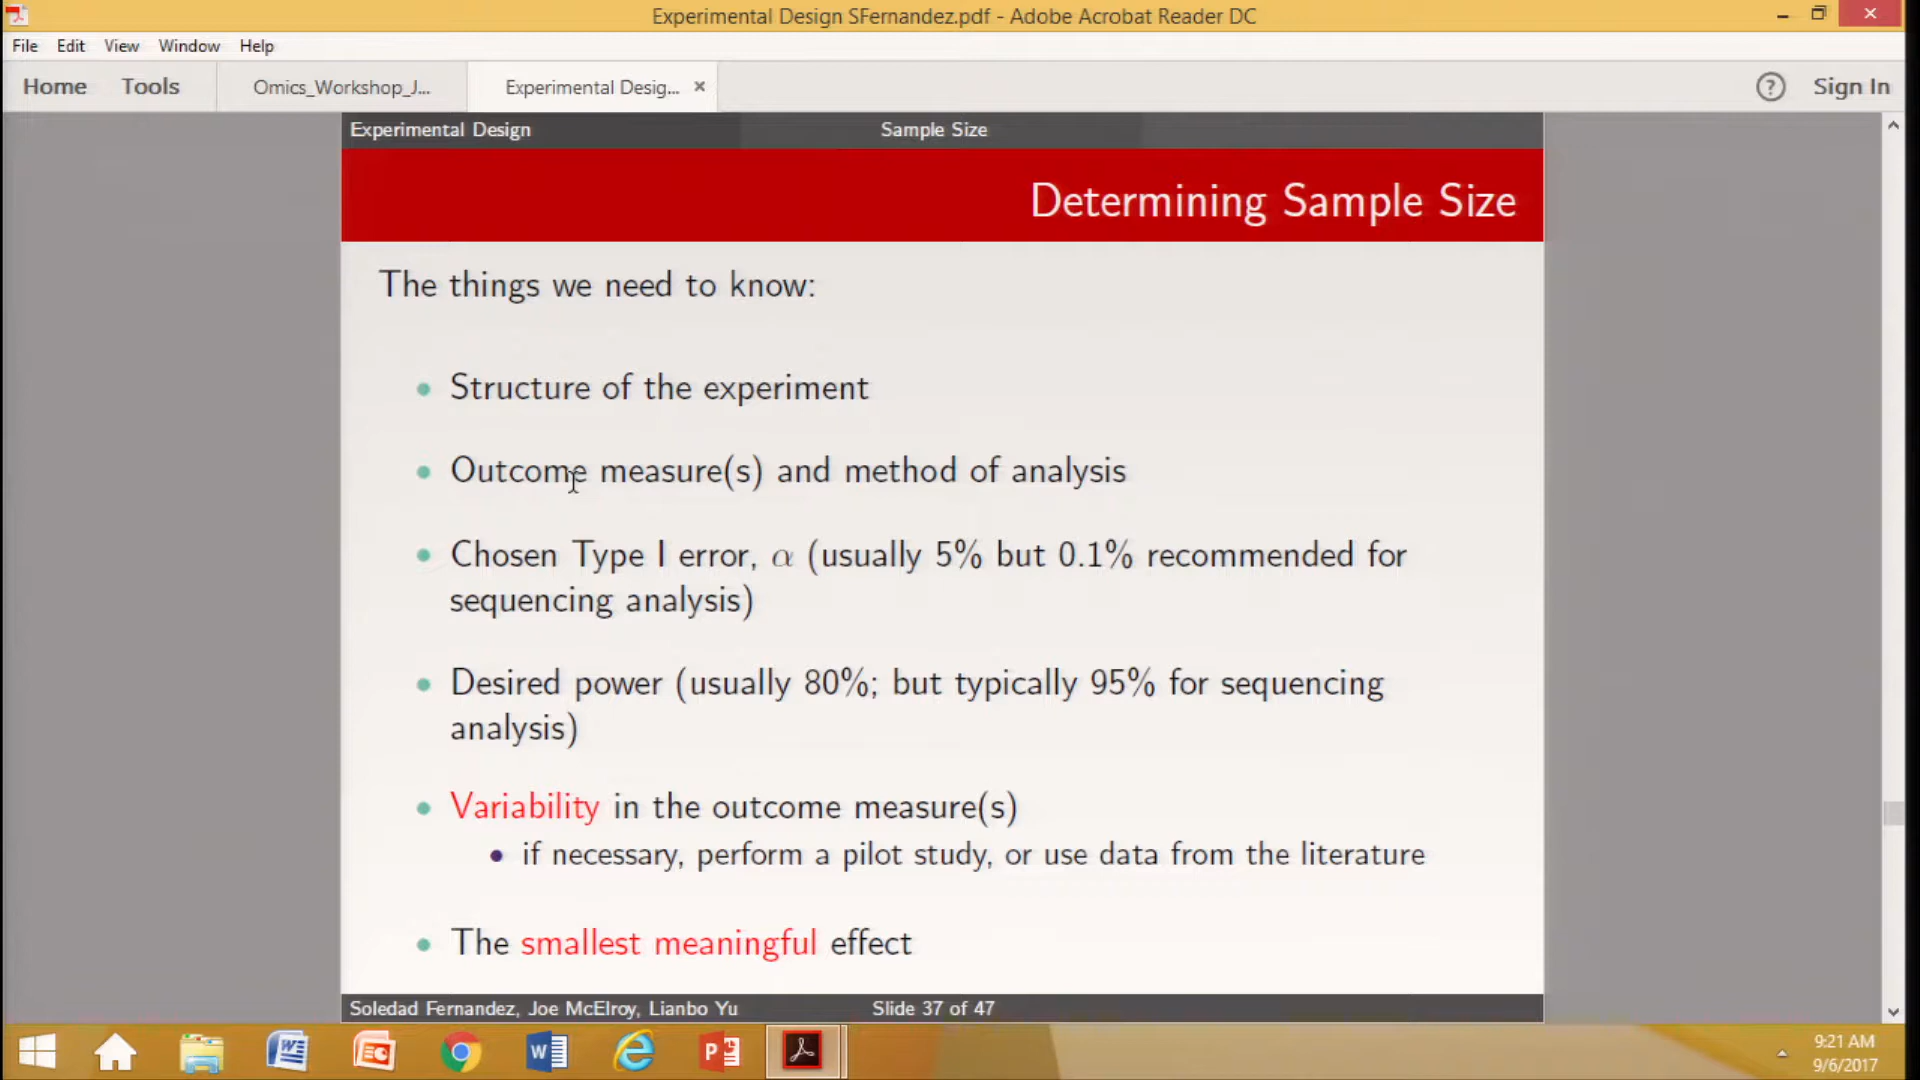 Experimental Design SFernandez.pdf - Adobe Acrobat Reader DC
File Edit View Window Help
Home Tools Omics_Workshop_J... Experimental Desig... × ? Sign In
Experimental Design Sample Size
Determining Sample Size
The things we need to know:
• Structure of the experiment
• Outcome measure(s) and method of analysis
• Chosen Type I error, α (usually 5% but 0.1% recommended for
sequencing analysis)
• Desired power (usually 80%; but typically 95% for sequencing
analysis)
• Variability in the outcome measure(s)
• if necessary, perform a pilot study, or use data from the literature
• The smallest meaningful effect
Soledad Fernandez, Joe McElroy, Lianbo Yu Slide 37 of 47
9:21 AM
9/6/2017